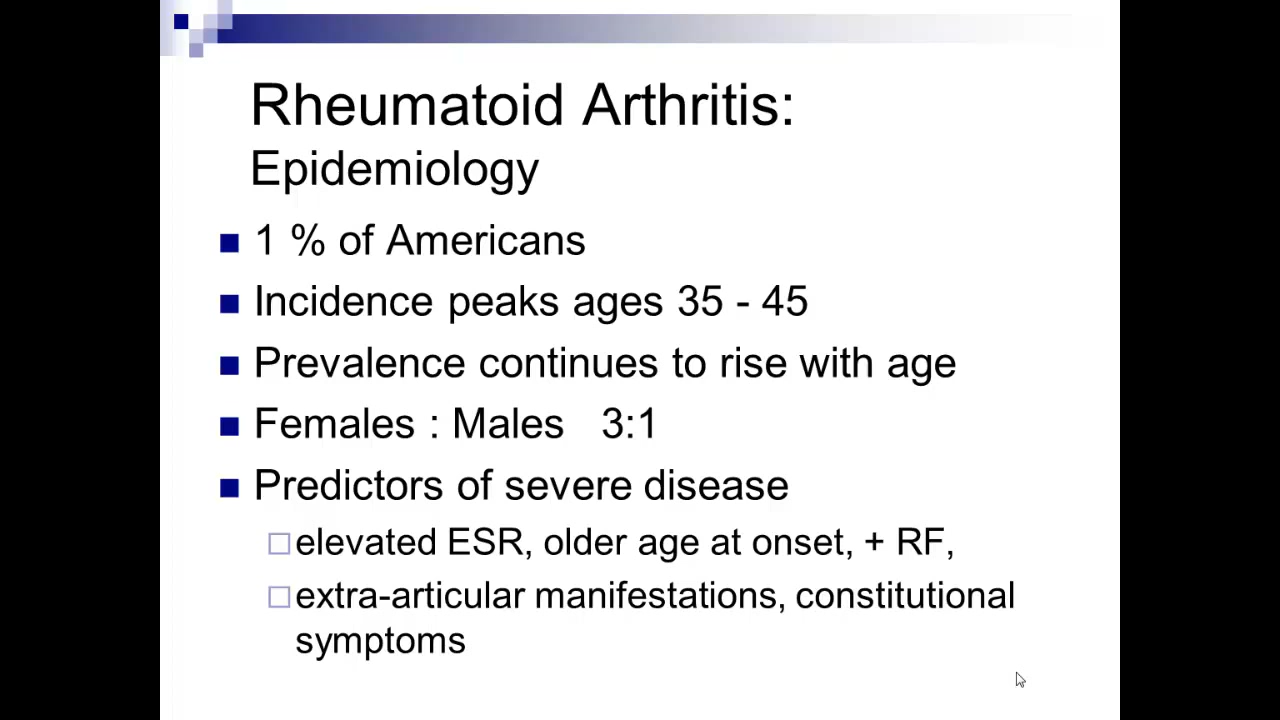 Rheumatoid Arthritis:
Epidemiology
1 % of Americans
Incidence peaks ages 35 - 45
Prevalence continues to rise with age
Females : Males 3:1
Predictors of severe disease
elevated ESR, older age at onset, + RF,
extra-articular manifestations, constitutional
symptoms